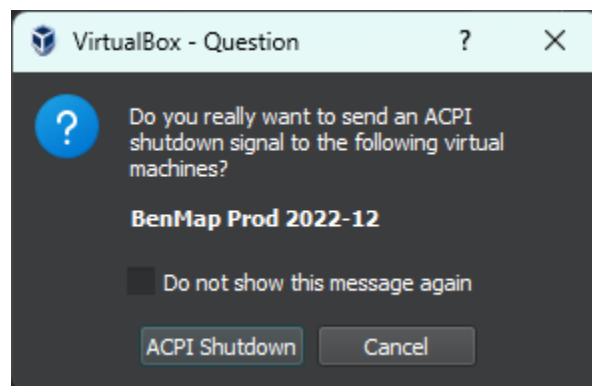 VirtualBox - Question ?
?
Do you really want to send an ACPI
shutdown signal to the following virtual
machines?
BenMap Prod 2022-12
Do not show this message again
ACPI Shutdown Cancel